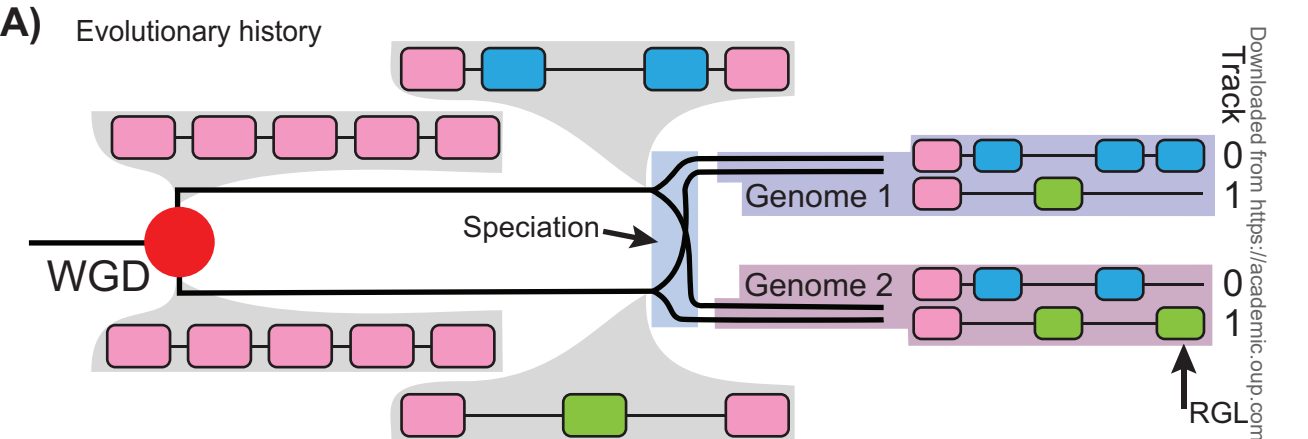 A) Evolutionary history
WGD
Speciation
Genome 1
Genome 2
Track
0
1
0
1
RGL
Downloaded from https://academic.oup.com